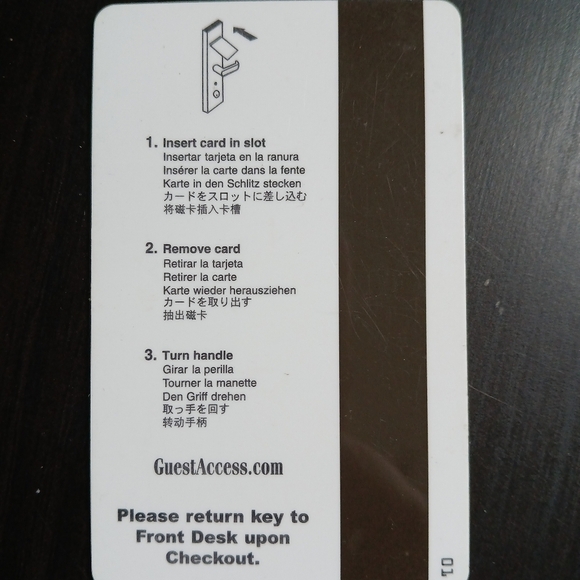 1. Insert card in slot
Insertar tarjeta en la ranura
Insérer la carte dans la fente
Karte in den Schlitz stecken
カードをスロットに差し込む
将磁卡插入卡槽
2. Remove card
Retirar la tarjeta
Retirer la carte
Karte wieder herausziehen
カードを取り出す
抽出磁卡
3. Turn handle
Girar la perilla
Tourner la manette
Den Griff drehen
取っ手を回す
转动手柄
GuestAccess.com
Please return key to
Front Desk upon
Checkout.
01